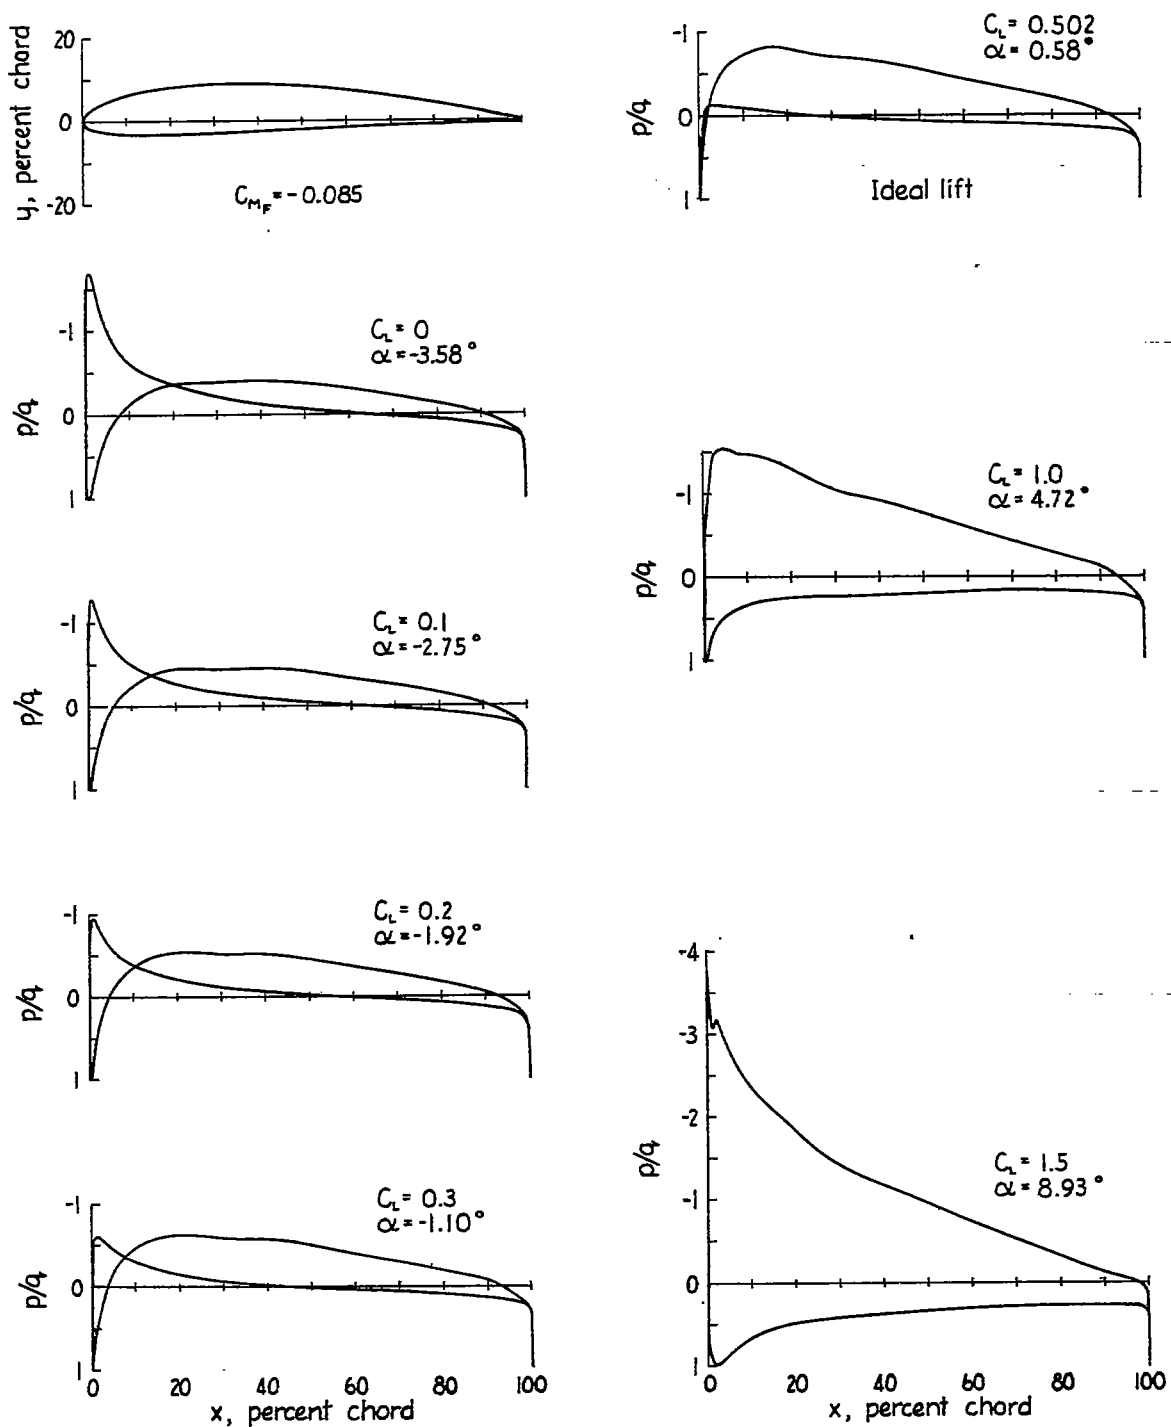 20
10
0
-20
y, percent chord
C_MF = -0.085
-1
0
1
p/q
C_L = 0
α = -3.58°
-1
0
1
p/q
C_L = 0.1
α = -2.75°
-1
0
1
p/q
C_L = 0.2
α = -1.92°
-1
0
1
p/q
C_L = 0.3
α = -1.10°
0 20 40 60 80 100
x, percent chord
-1
0
1
p/q
C_L = 0.502
α = 0.58°
Ideal lift
-1
0
1
p/q
C_L = 1.0
α = 4.72°
-4
-3
-2
-1
0
1
p/q
C_L = 1.5
α = 8.93°
0 20 40 60 80 100
x, percent chord